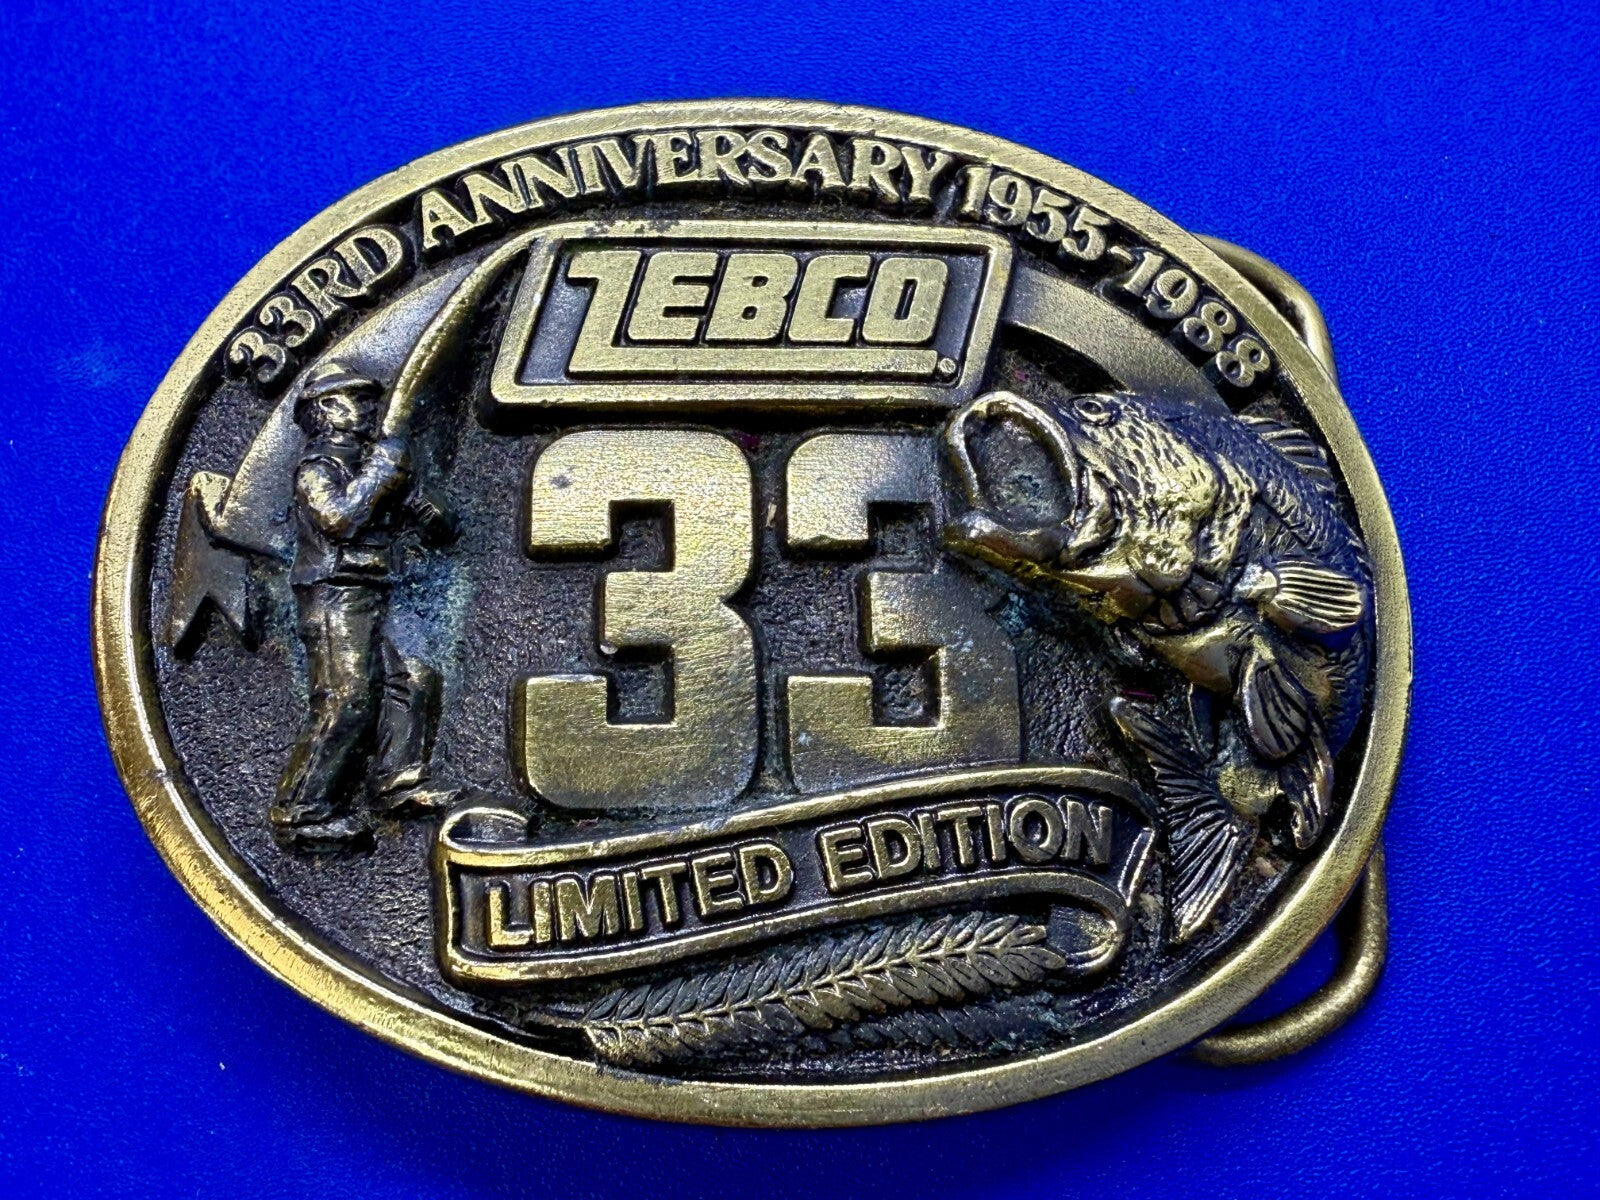 33RD ANNIVERSARY 1955-1988
ZEBCO®
33
LIMITED EDITION